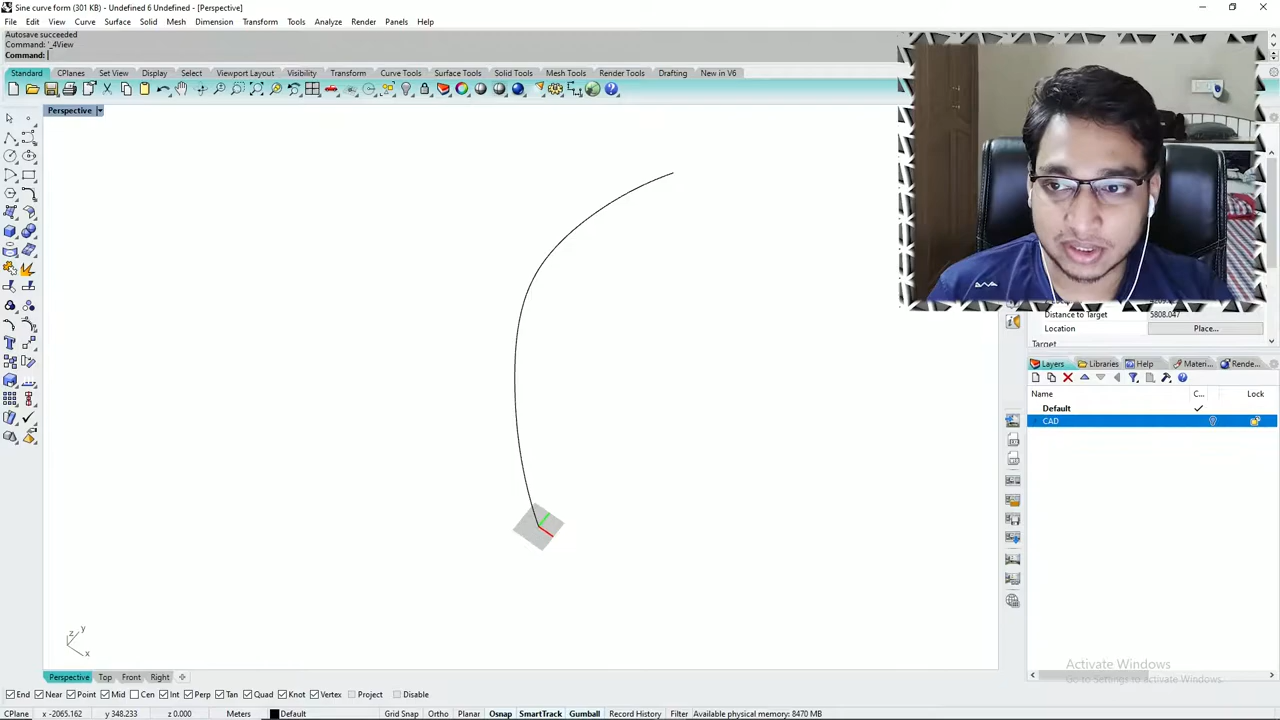 Sine curve form (301 KB) - Undefined 6 Undefined - [Perspective]
File Edit View Curve Surface Solid Mesh Dimension Transform Tools Analyze Render Panels Help
Autosave succeeded
Command: '_4View
Command:
Standard CPlanes Set View Display Select Viewport Layout Visibility Transform Curve Tools Surface Tools Solid Tools Mesh Tools Render Tools Drafting New in V6
Perspective
Distance to Target 5808.047
Location Place...
Target
Layers Libraries Help Materi... Rende...
Name C... Lock
Default
CAD
z y
x
Activate Windows
Go to Settings to activate Windows.
Perspective Top Front Right
End Near Point Mid Cen Int Perp Tan Quad Knot Vertex Project Disable
CPlane x -2065.162 y 348.233 z 0.000 Meters Default Grid Snap Ortho Planar Osnap SmartTrack Gumball Record History Filter Available physical memory: 8470 MB